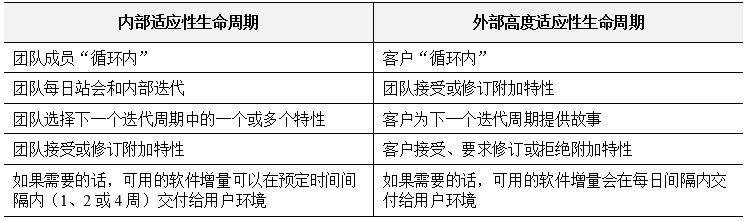 内部适应性生命周期 外部高度适应性生命周期
团队成员“循环内” 客户“循环内”
团队每日站会和内部迭代 团队接受或修订附加特性
团队选择下一个迭代周期中的一个或多个特性 客户为下一个迭代周期提供故事
团队接受或修订附加特性 客户接受、要求修订或拒绝附加特性
如果需要的话，可用的软件增量可以在预定时间间
隔内（1、2 或 4 周）交付给用户环境
如果需要的话，可用的软件增量会在每日间隔内交
付给用户环境